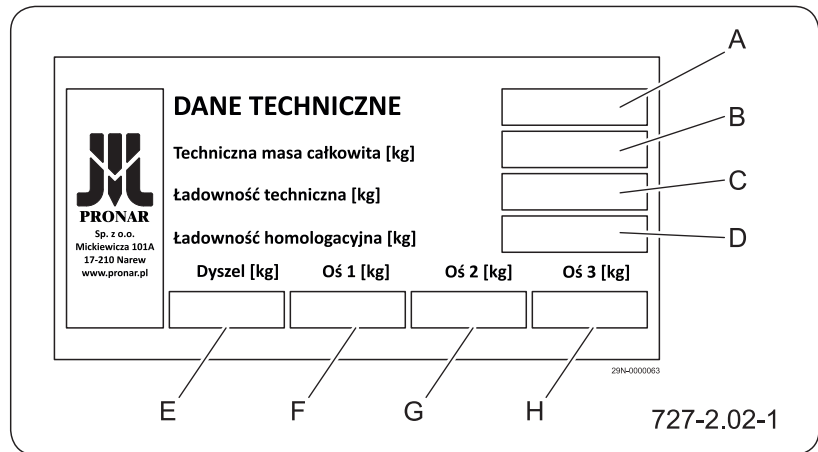 A
DANE TECHNICZNE
B
Techniczna masa całkowita [kg]
C
Ładowność techniczna [kg]
PRONAR
Sp. z o.o.
Mickiewicza 101A
17-210 Narew
www.pronar.pl
Ładowność homologacyjna [kg]
D
Dyszel [kg] Oś 1 [kg] Oś 2 [kg] Oś 3 [kg]
29N-0000063
E F G H
727-2.02-1